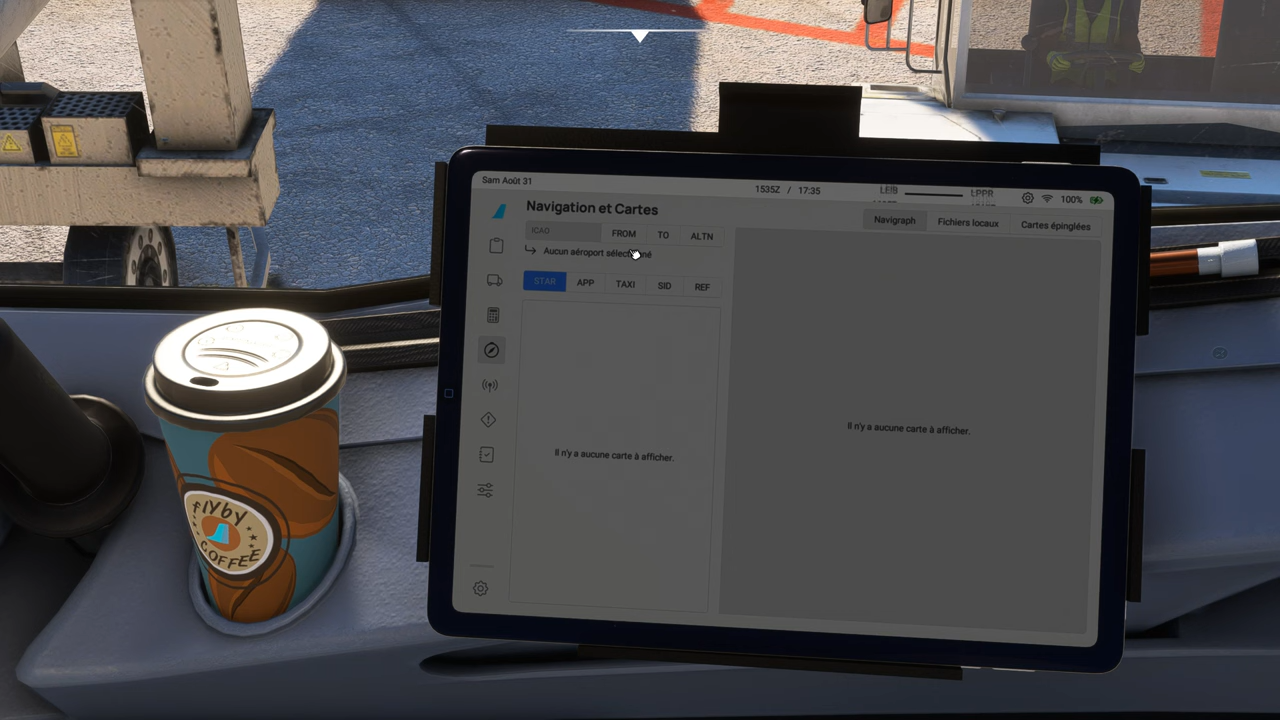 Sam Août 31
1535Z / 17:35
LEIB
LPPR
100%
Navigation et Cartes
Navigraph
Fichiers locaux
Cartes épinglées
ICAO
FROM
TO
ALTN
Aucun aéroport sélectionné
STAR
APP
TAXI
SID
REF
Il n'y a aucune carte à afficher.
Il n'y a aucune carte à afficher.
flyby
COFFEE